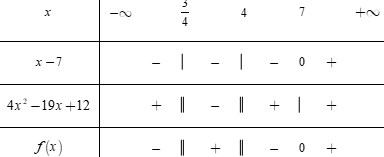 x −∞ 3/4 4 7 +∞
x − 7 − | − | − 0 +
4x² − 19x + 12 + || − || + | +
f(x) − || + || − 0 +